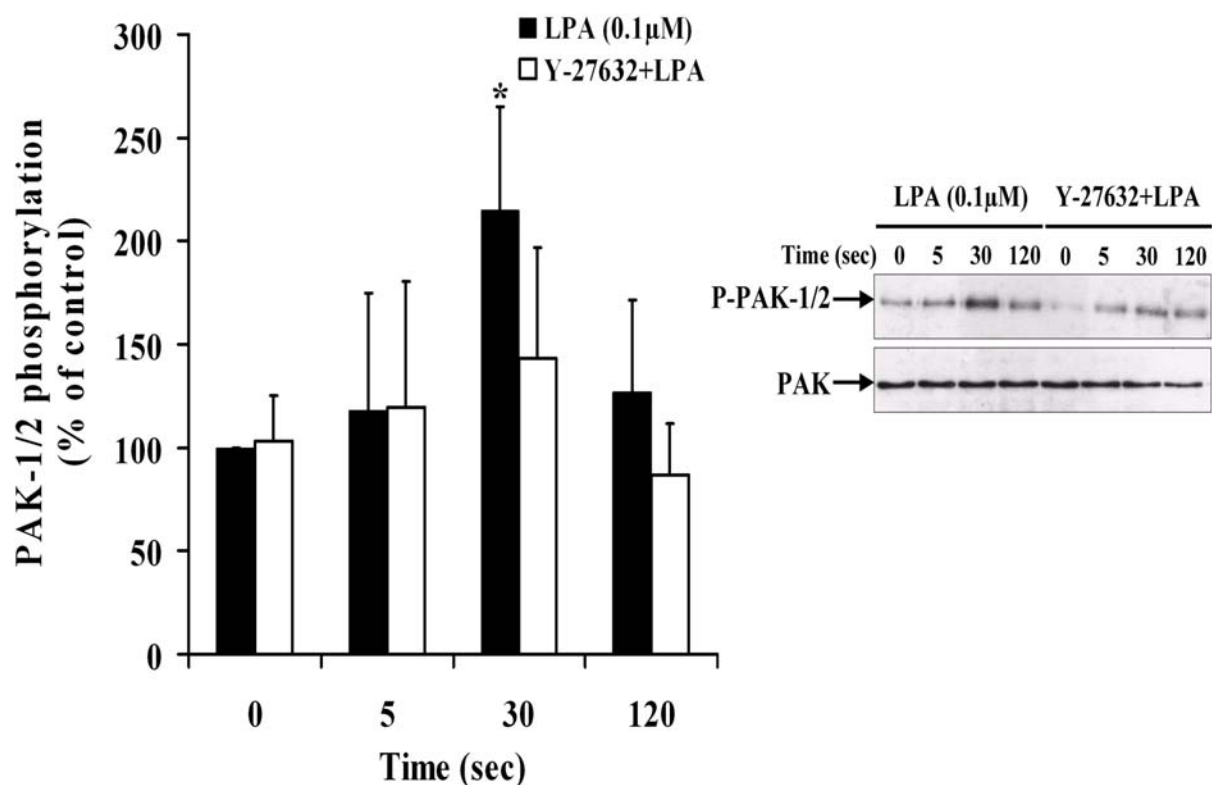 PAK-1/2 phosphorylation
(% of control)
300
250
200
150
100
50
0
LPA (0.1µM)
Y-27632+LPA
*
0 5 30 120
Time (sec)
LPA (0.1µM) Y-27632+LPA
Time (sec) 0 5 30 120 0 5 30 120
P-PAK-1/2
PAK